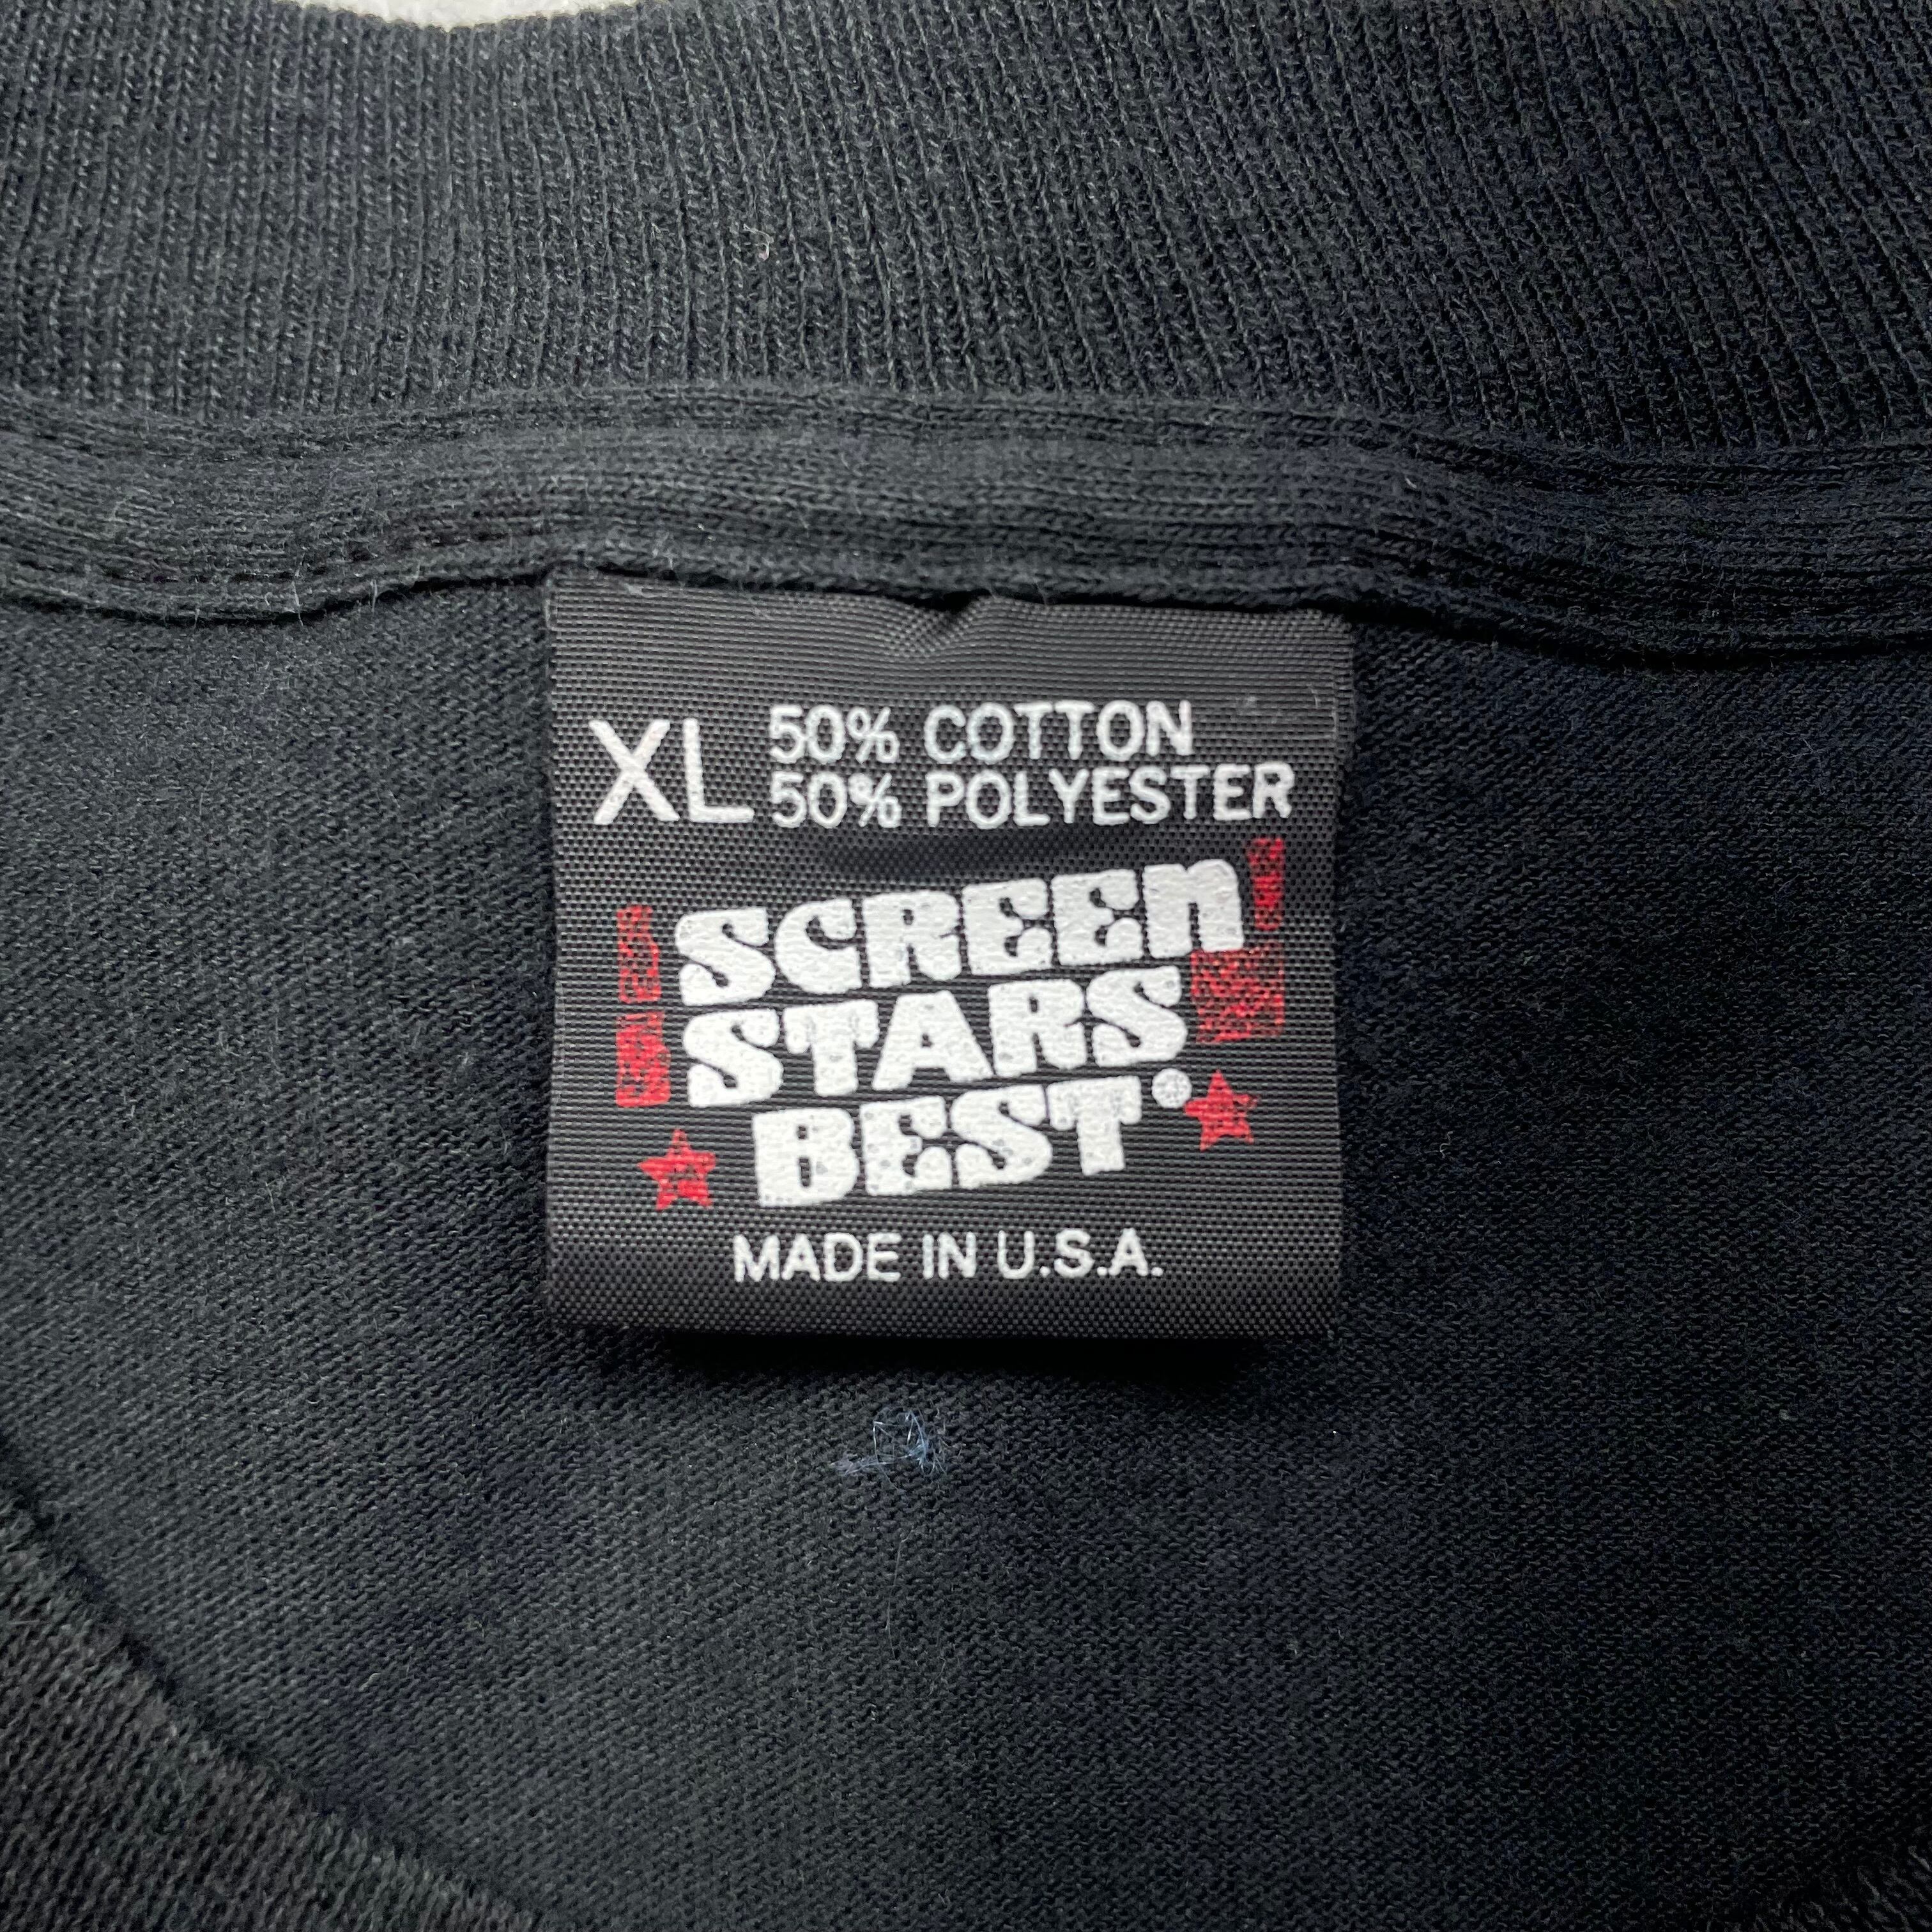 XL 50% COTTON
50% POLYESTER
SCREEN
STARS
BEST®
MADE IN U.S.A.